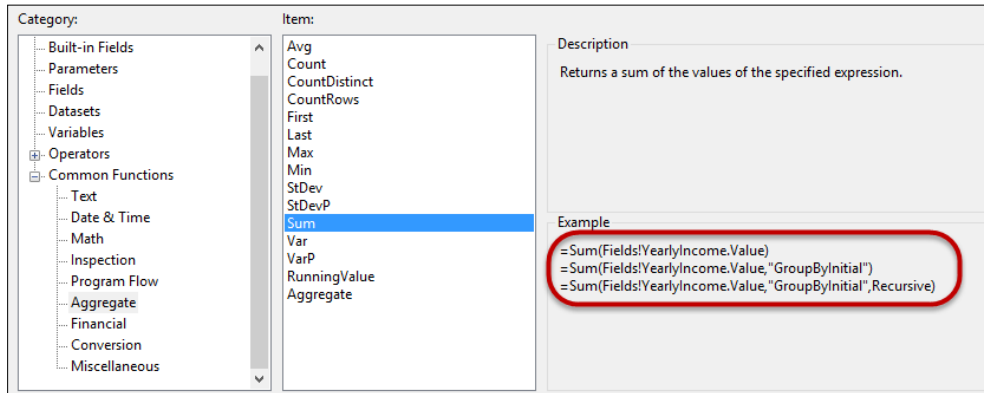 Category:
Built-in Fields
Parameters
Fields
Datasets
Variables
Operators
Common Functions
Text
Date & Time
Math
Inspection
Program Flow
Aggregate
Financial
Conversion
Miscellaneous
Item:
Avg
Count
CountDistinct
CountRows
First
Last
Max
Min
StDev
StDevP
Sum
Var
VarP
RunningValue
Aggregate
Description
Returns a sum of the values of the specified expression.
Example
=Sum(Fields!YearlyIncome.Value)
=Sum(Fields!YearlyIncome.Value,"GroupByInitial")
=Sum(Fields!YearlyIncome.Value,"GroupByInitial",Recursive)